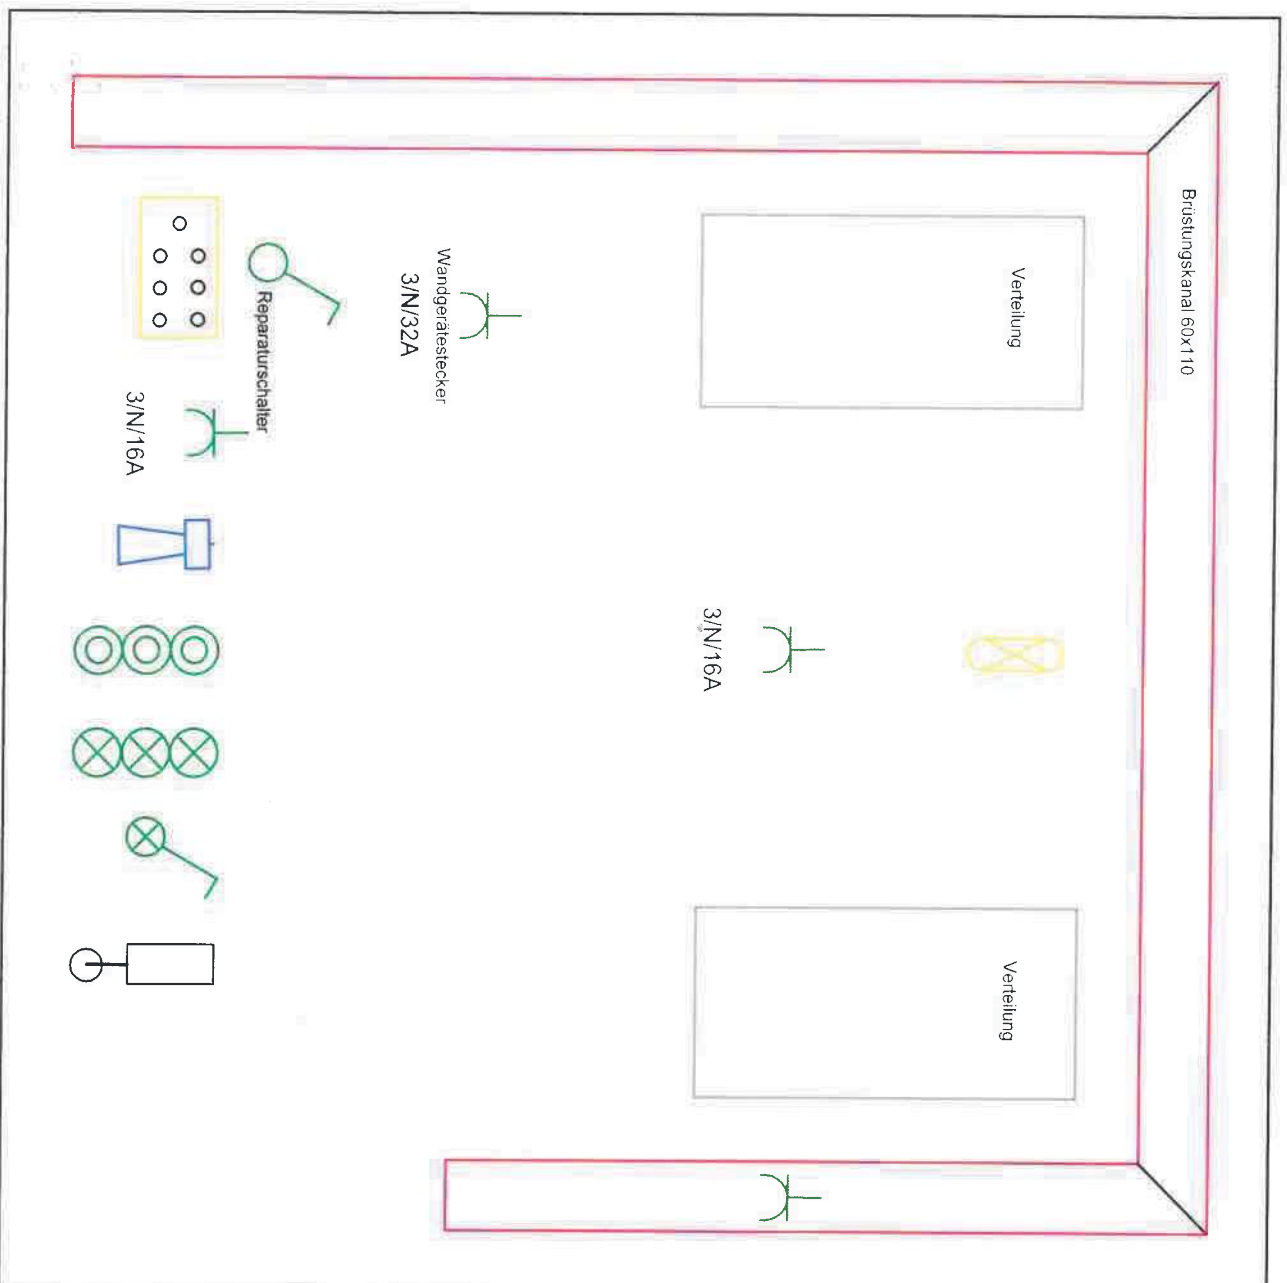 Brüstungskanal 60x110
Verteilung
Verteilung
3/N/16A
Wandgerätestecker
3/N/32A
Reparaturschalter
3/N/16A